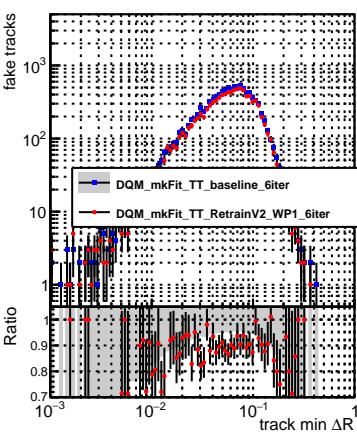 fake tracks
10³
10²
10
1
DQM_mkFit_TT_baseline_6iter
DQM_mkFit_TT_RetrainV2_WP1_6iter
Ratio
1
0.9
0.8
0.7
10⁻³ 10⁻² 10⁻¹ 1
track min ΔR